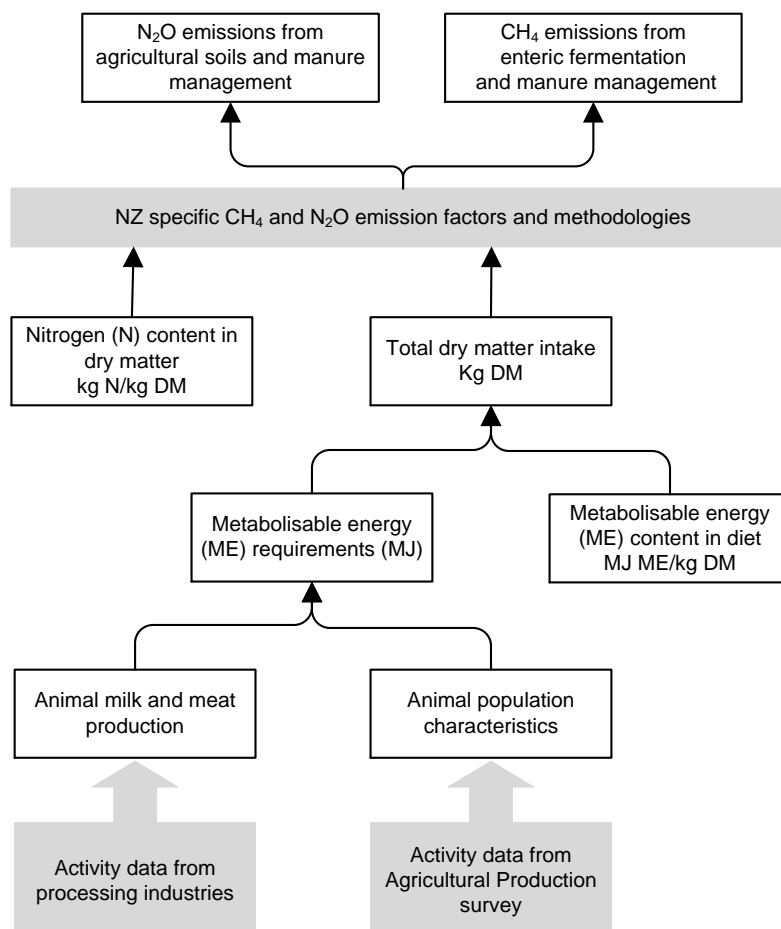 N₂O emissions from
agricultural soils and manure
management
CH₄ emissions from
enteric fermentation
and manure management
NZ specific CH₄ and N₂O emission factors and methodologies
Nitrogen (N) content in
dry matter
kg N/kg DM
Total dry matter intake
Kg DM
Metabolisable energy
(ME) requirements (MJ)
Metabolisable energy
(ME) content in diet
MJ ME/kg DM
Animal milk and meat
production
Animal population
characteristics
Activity data from
processing industries
Activity data from
Agricultural Production
survey